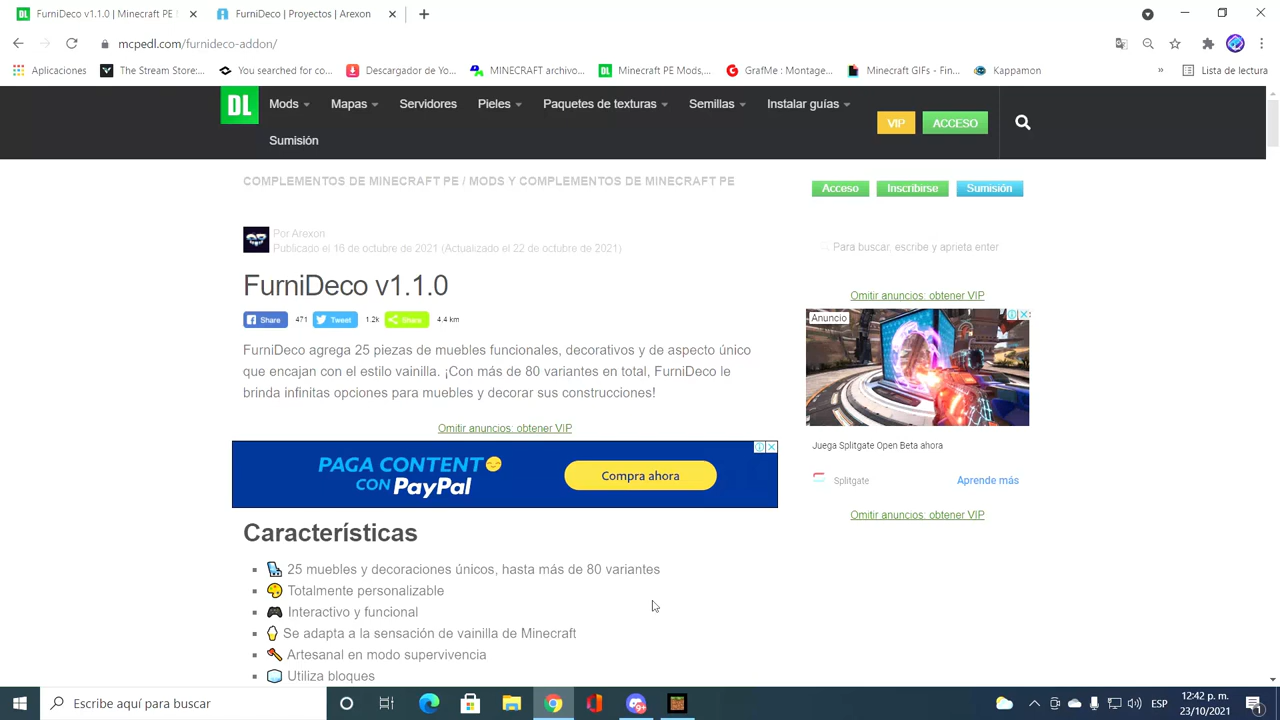 FurniDeco v1.1.0 | Minecraft PE
FurniDeco | Proyectos | Arexon
mcpedl.com/furnideco-addon/
Aplicaciones
The Stream Store:...
You searched for co...
Descargador de Yo...
MINECRAFT archivo...
Minecraft PE Mods,...
GrafMe : Montage...
Minecraft GIFs - Fin...
Kappamon
»
Lista de lectura
DL
Mods
Mapas
Servidores
Pieles
Paquetes de texturas
Semillas
Instalar guías
Sumisión
VIP
ACCESO
COMPLEMENTOS DE MINECRAFT PE / MODS Y COMPLEMENTOS DE MINECRAFT PE
Acceso
Inscribirse
Sumisión
Por Arexon
Publicado el 16 de octubre de 2021 (Actualizado el 22 de octubre de 2021)
Para buscar, escribe y aprieta enter
FurniDeco v1.1.0
Share 471
Tweet 1.2k
Share 4.4 km
Omitir anuncios: obtener VIP
Anuncio
FurniDeco agrega 25 piezas de muebles funcionales, decorativos y de aspecto único
que encajan con el estilo vainilla. ¡Con más de 80 variantes en total, FurniDeco le
brinda infinitas opciones para muebles y decorar sus construcciones!
Omitir anuncios: obtener VIP
Juega Splitgate Open Beta ahora
Splitgate
Aprende más
Omitir anuncios: obtener VIP
PAGA CONTENT
CON PayPal
Compra ahora
Características
25 muebles y decoraciones únicos, hasta más de 80 variantes
Totalmente personalizable
Interactivo y funcional
Se adapta a la sensación de vainilla de Minecraft
Artesanal en modo supervivencia
Utiliza bloques
Escribe aquí para buscar
ESP
12:42 p. m.
23/10/2021
1